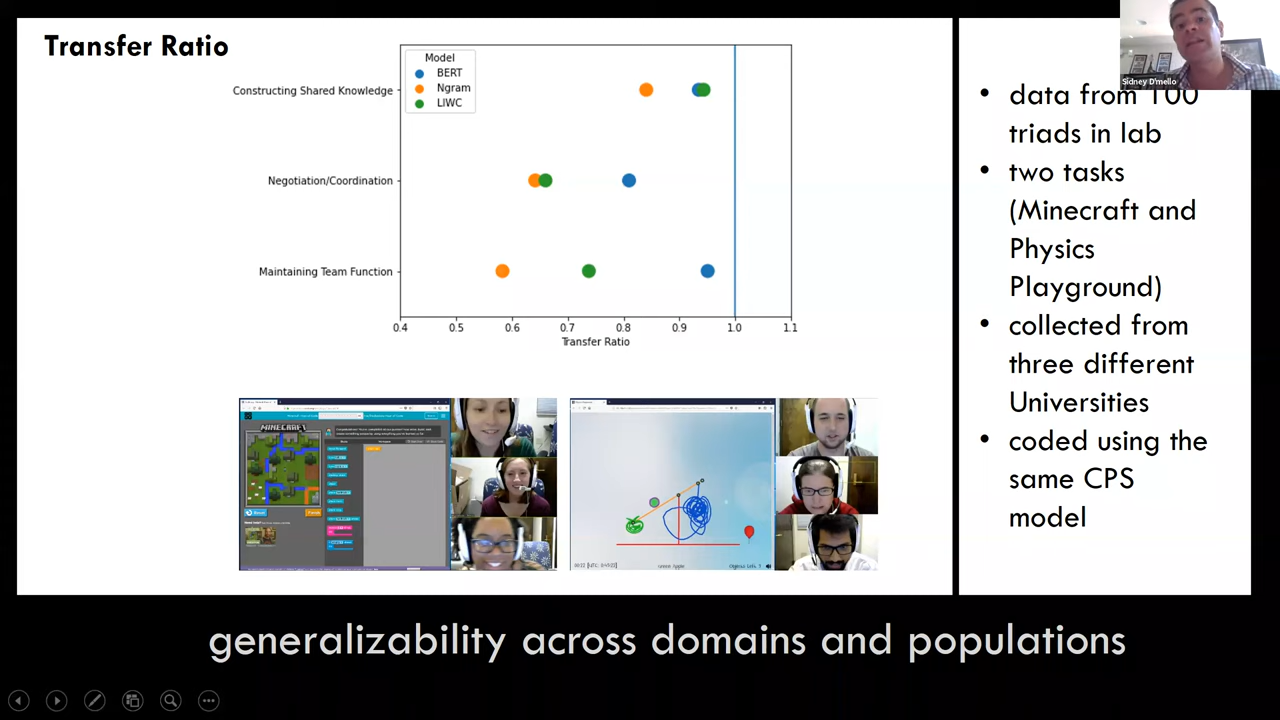 Transfer Ratio
Model
BERT
Ngram
LIWC
Constructing Shared Knowledge
Negotiation/Coordination
Maintaining Team Function
0.4 0.5 0.6 0.7 0.8 0.9 1.0 1.1
Transfer Ratio
MINECRAFT
Green Apple
Sidney D'mello
• data from 100
triads in lab
• two tasks
(Minecraft and
Physics
Playground)
• collected from
three different
Universities
• coded using the
same CPS
model
generalizability across domains and populations